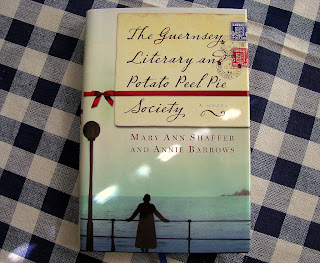 The Guernsey
Literary and
Potato Peel Pie
Society
A NOVEL
MARY ANN SHAFFER
AND ANNIE BARROWS